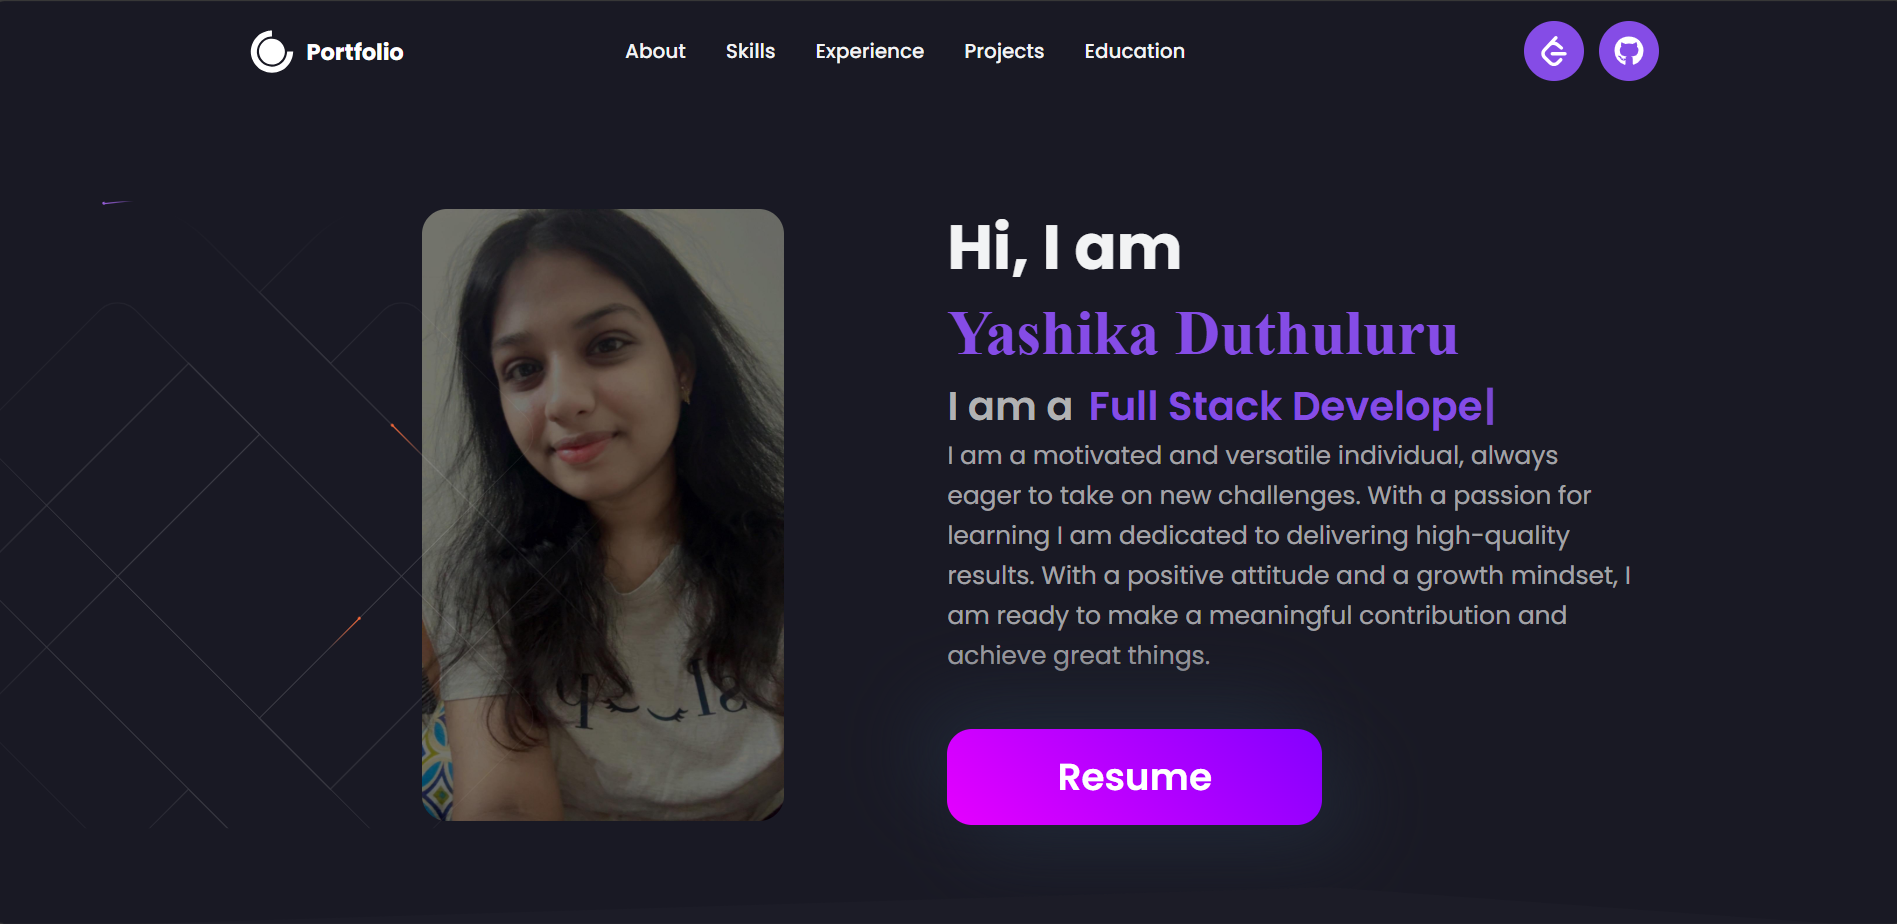 Portfolio
About Skills Experience Projects Education
Hi, I am
Yashika Duthuluru
I am a Full Stack Develope|
I am a motivated and versatile individual, always
eager to take on new challenges. With a passion for
learning I am dedicated to delivering high-quality
results. With a positive attitude and a growth mindset, I
am ready to make a meaningful contribution and
achieve great things.
Resume